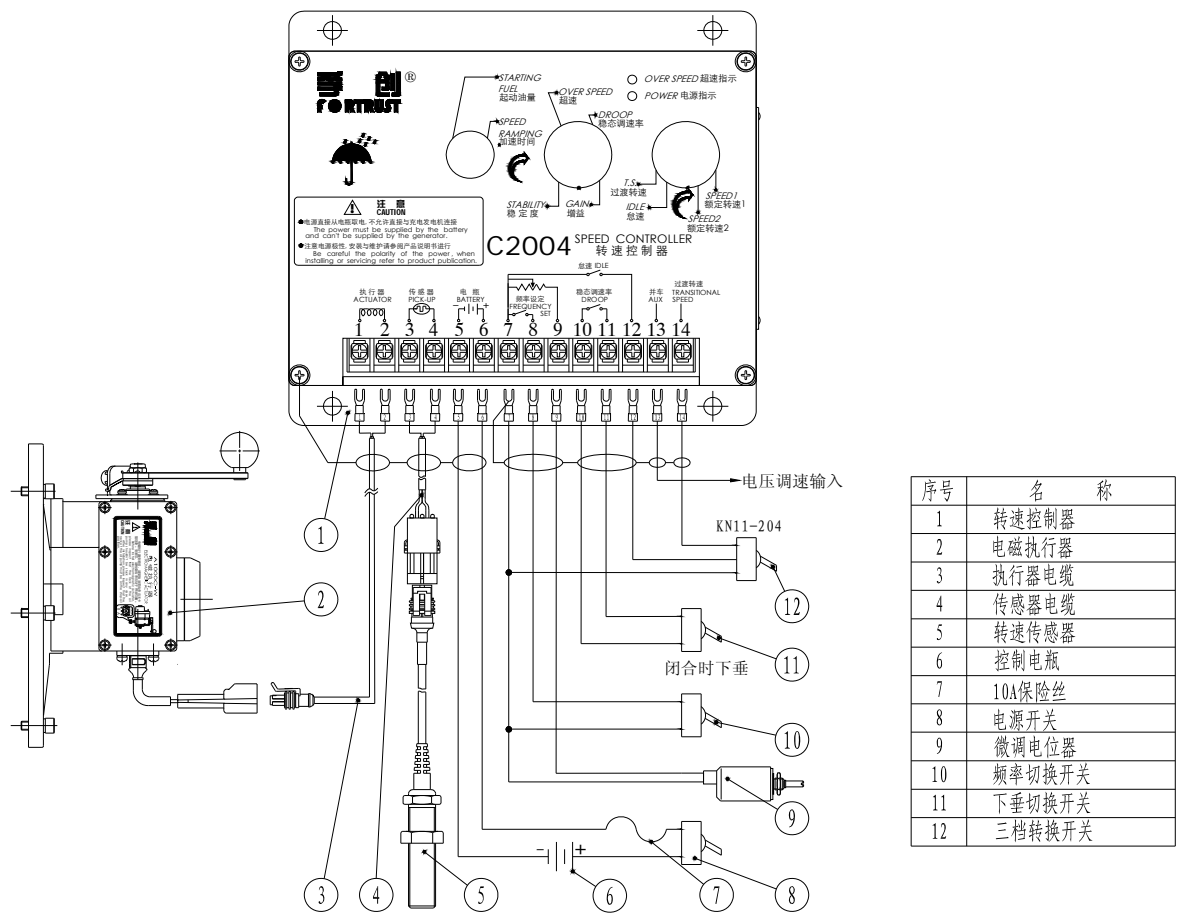 孚创®
FORTRUST
STARTING
FUEL
起动油量
SPEED
RAMPING
加速时间
OVER SPEED
超速
DROOP
稳态调速率
OVER SPEED 超速指示
POWER 电源指示
STABILITY
稳 定 度
GAIN
增益
T.S.
过渡转速
IDLE
怠速
SPEED1
额定转速1
SPEED2
额定转速2
注 意
CAUTION
电源直接从电瓶取电,不允许直接与充电发电机连接
The power must be supplied by the battery
and can't be supplied by the generator.
注意电源极性,安装与维护请参阅产品说明书进行
Be careful the polarity of the power, when
installing or servicing refer to product publication.
C2004 SPEED CONTROLLER
转速控制器
执行器
ACTUATOR
传感器
PICK-UP
电 瓶
BATTERY
− +
怠速 IDLE
频率设定
FREQUENCY
SET
稳态调速率
DROOP
并车
AUX
过渡转速
TRANSITIONAL
SPEED
1 2 3 4 5 6 7 8 9 10 11 12 13 14
电压调速输入
KN11-204
闭合时下垂
− +
1
2
3
4
5
6
7
8
9
10
11
12
序号 名 称
1 转速控制器
2 电磁执行器
3 执行器电缆
4 传感器电缆
5 转速传感器
6 控制电瓶
7 10A保险丝
8 电源开关
9 微调电位器
10 频率切换开关
11 下垂切换开关
12 三档转换开关